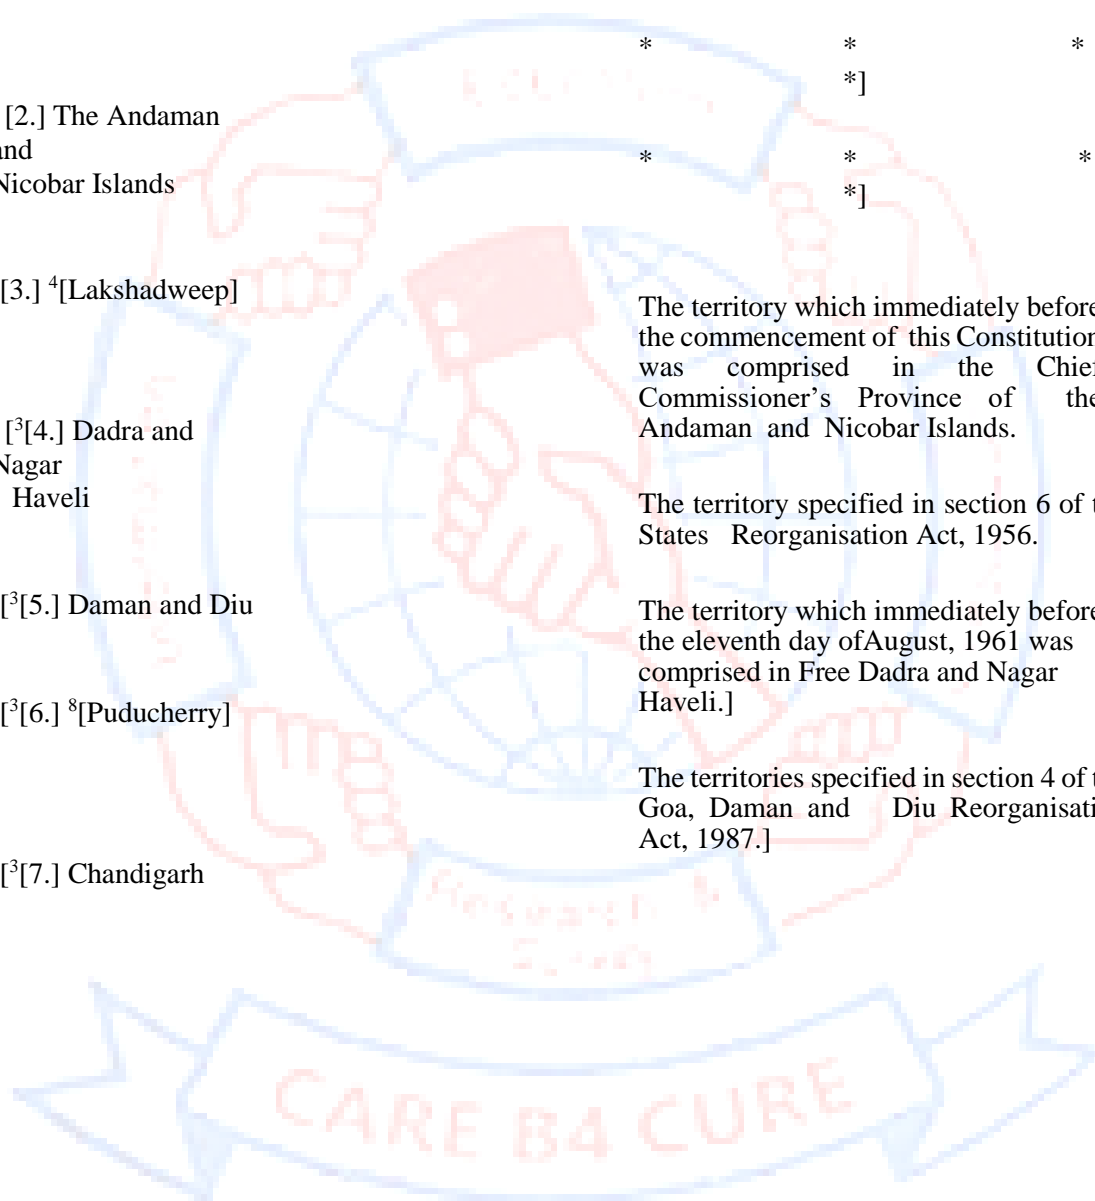 * * *
*]
[2.] The Andaman
and
Nicobar Islands
* * *
*]
[3.] ⁴[Lakshadweep]
[³[4.] Dadra and
Nagar
Haveli
[³[5.] Daman and Diu
[³[6.] ⁸[Puducherry]
[³[7.] Chandigarh
The territory which immediately before
the commencement of this Constitution
was comprised in the Chief
Commissioner’s Province of the
Andaman and Nicobar Islands.
The territory specified in section 6 of t
States Reorganisation Act, 1956.
The territory which immediately before
the eleventh day ofAugust, 1961 was
comprised in Free Dadra and Nagar
Haveli.]
The territories specified in section 4 of t
Goa, Daman and Diu Reorganisati
Act, 1987.]
Research &
CARE B4 CURE